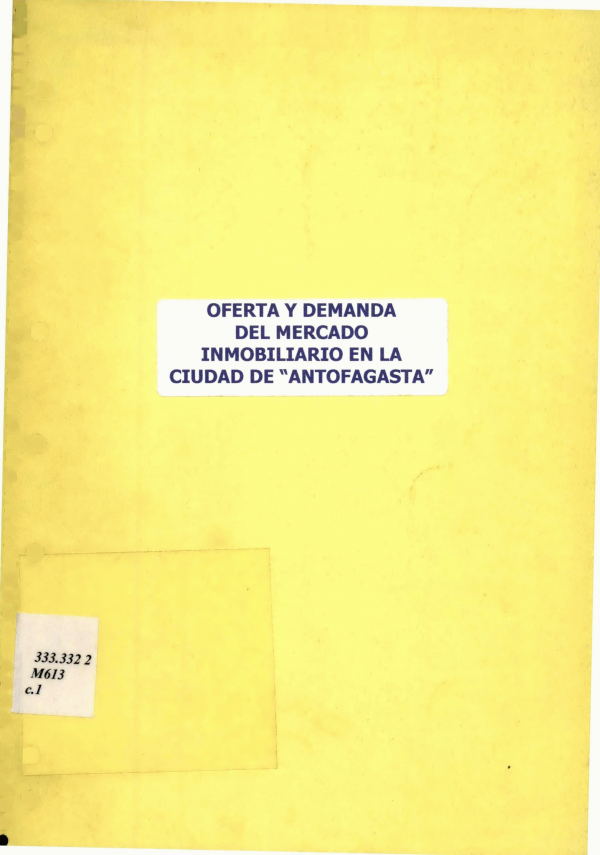 OFERTA Y DEMANDA
DEL MERCADO
INMOBILIARIO EN LA
CIUDAD DE “ANTOFAGASTA”
333.332 2
M613
c.1